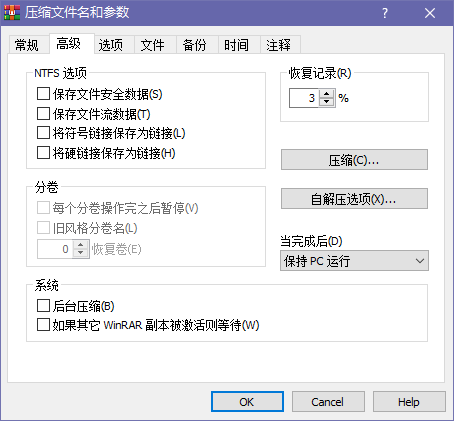 压缩文件名和参数
常规 高级 选项 文件 备份 时间 注释
NTFS 选项
保存文件安全数据(S)
保存文件流数据(T)
将符号链接保存为链接(L)
将硬链接保存为链接(H)
恢复记录(R)
3 %
压缩(C)...
自解压选项(X)...
分卷
每个分卷操作完之后暂停(V)
旧风格分卷名(L)
0 恢复卷(E)
当完成后(D)
保持 PC 运行
系统
后台压缩(B)
如果其它 WinRAR 副本被激活则等待(W)
OK Cancel Help